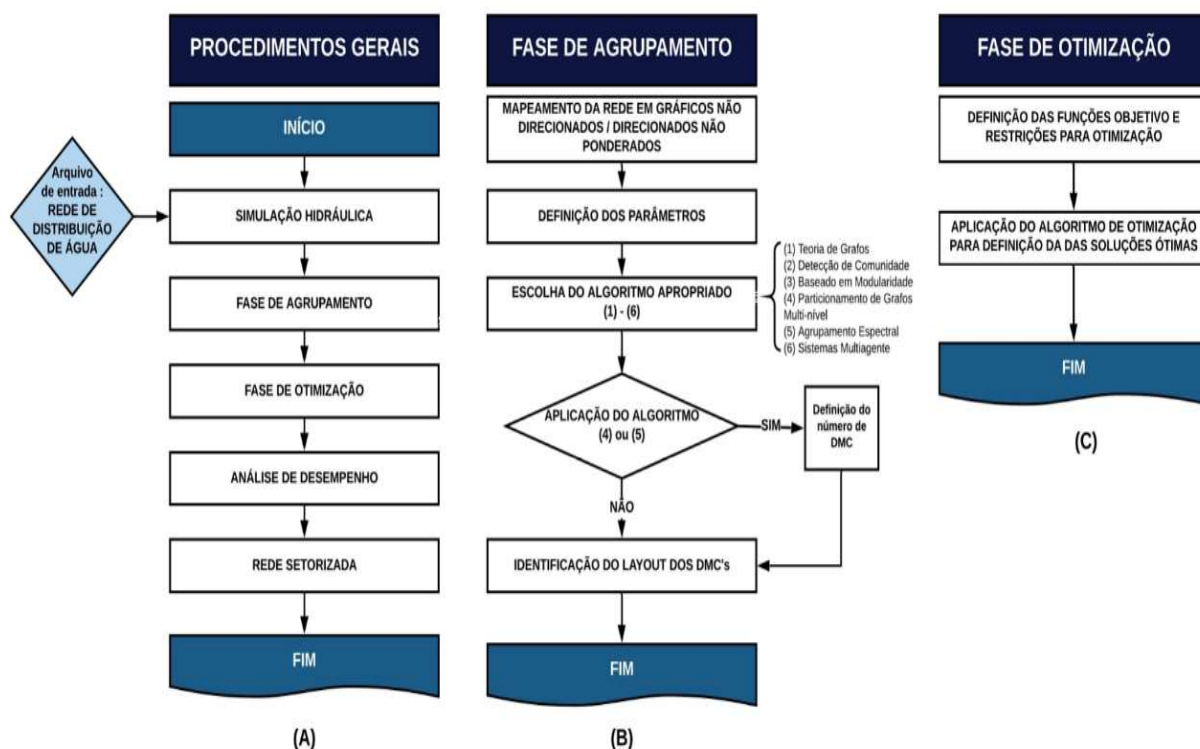 PROCEDIMENTOS GERAIS
INÍCIO
Arquivo
de entrada :
REDE DE
DISTRIBUIÇÃO
DE ÁGUA
SIMULAÇÃO HIDRÁULICA
FASE DE AGRUPAMENTO
FASE DE OTIMIZAÇÃO
ANÁLISE DE DESEMPENHO
REDE SETORIZADA
FIM
(A)
FASE DE AGRUPAMENTO
MAPEAMENTO DA REDE EM GRÁFICOS NÃO
DIRECIONADOS / DIRECIONADOS NÃO
PONDERADOS
DEFINIÇÃO DOS PARÂMETROS
ESCOLHA DO ALGORITMO APROPRIADO
(1) - (6)
(1) Teoria de Grafos
(2) Detecção de Comunidade
(3) Baseado em Modularidade
(4) Particionamento de Grafos
Multi-nível
(5) Agrupamento Espectral
(6) Sistemas Multiagente
APLICAÇÃO DO ALGORITMO
(4) ou (5)
SIM
Definição do
número de
DMC
NÃO
IDENTIFICAÇÃO DO LAYOUT DOS DMC's
FIM
(B)
FASE DE OTIMIZAÇÃO
DEFINIÇÃO DAS FUNÇÕES OBJETIVO E
RESTRIÇÕES PARA OTIMIZAÇÃO
APLICAÇÃO DO ALGORITMO DE OTIMIZAÇÃO
PARA DEFINIÇÃO DA DAS SOLUÇÕES ÓTIMAS
FIM
(C)